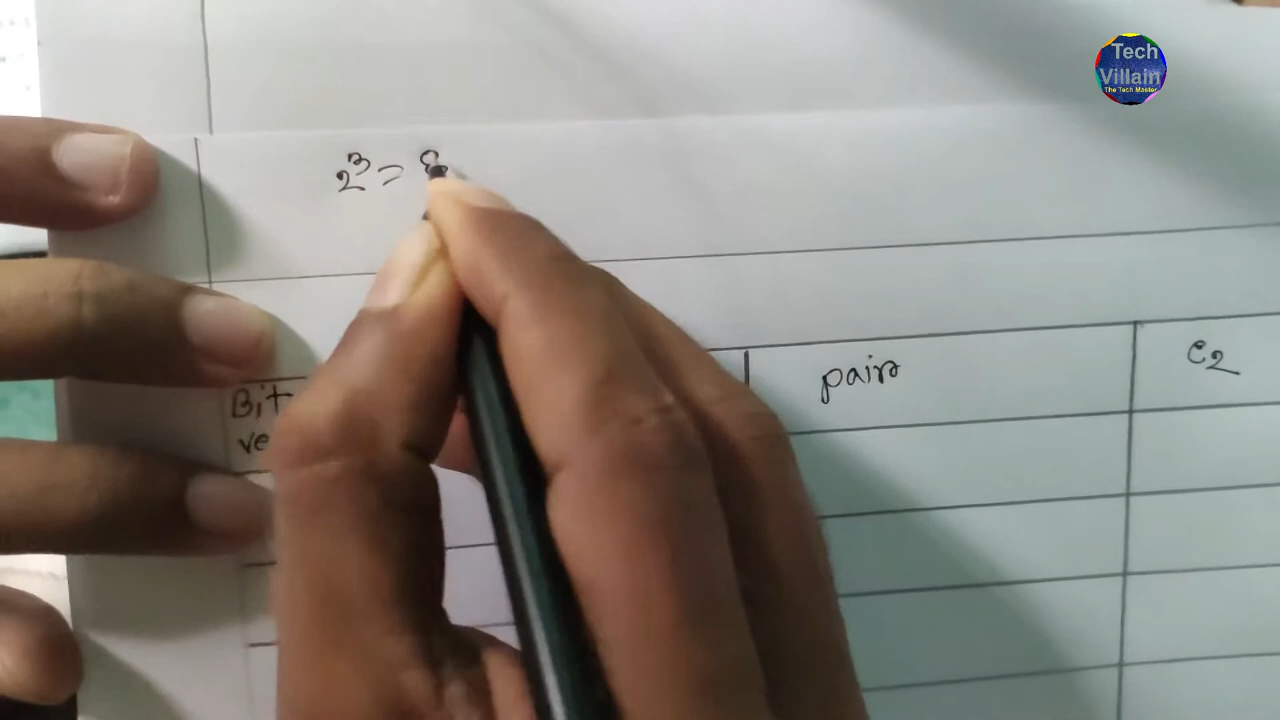 Tech
Villain
The Tech Master
2³ = 8
Bit
ve
pair
C2